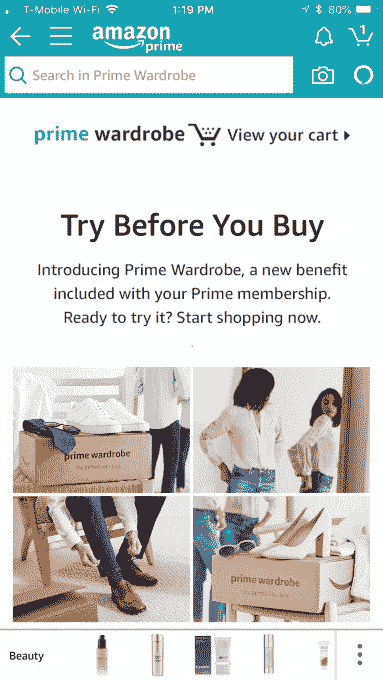 T-Mobile Wi-Fi 1:19 PM 80%
amazon
prime
1
Search in Prime Wardrobe
prime wardrobe View your cart
Try Before You Buy
Introducing Prime Wardrobe, a new benefit
included with your Prime membership.
Ready to try it? Start shopping now.
prime wardrobe
prime wardrobe
Beauty